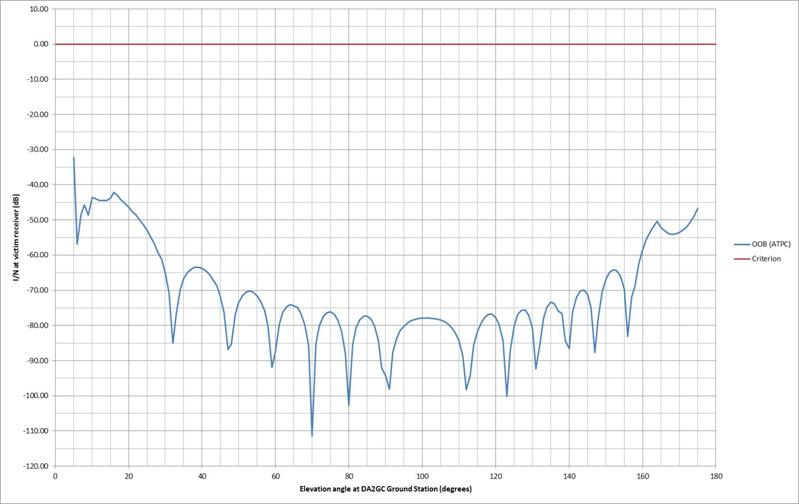 10.00
0.00
-10.00
-20.00
-30.00
-40.00
-50.00
-60.00
-70.00
-80.00
-90.00
-100.00
-110.00
-120.00
I/N at victim receiver (dB)
0 20 40 60 80 100 120 140 160 180
Elevation angle at DA2GC Ground Station (degrees)
OOB (ATPC)
Criterion